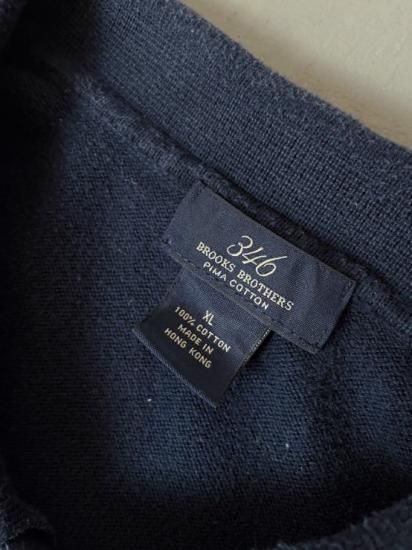 346
BROOKS BROTHERS
PIMA COTTON
XL
100% COTTON
MADE IN
HONG KONG